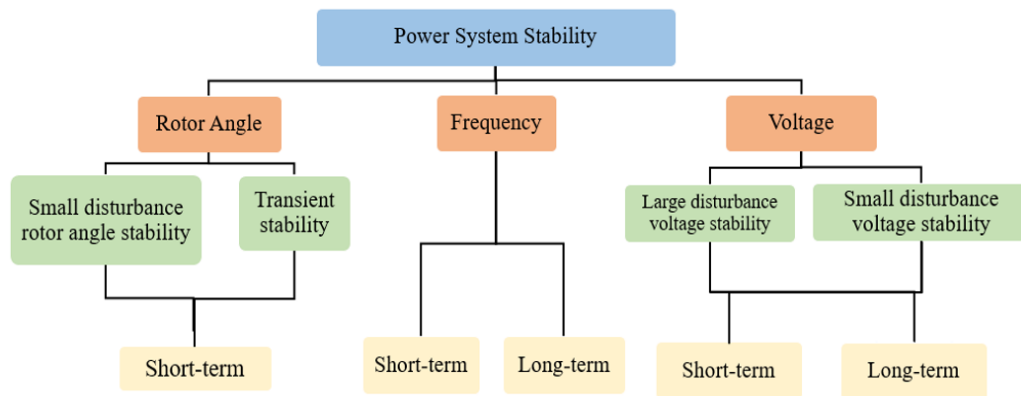 Power System Stability
Rotor Angle
Frequency
Voltage
Small disturbance
rotor angle stability
Transient
stability
Large disturbance
voltage stability
Small disturbance
voltage stability
Short-term
Short-term
Long-term
Short-term
Long-term